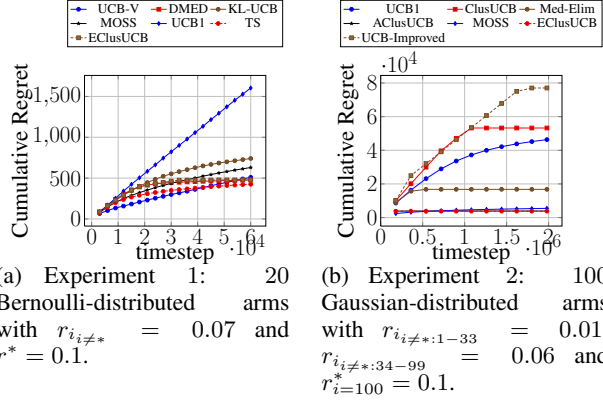 UCB-V DMED KL-UCB
MOSS UCB1 TS
EClusUCB
Cumulative Regret
1,500
1,000
500
0
0 1 2 3 4 5 6
·10^4
timestep
(a) Experiment 1: 20
Bernoulli-distributed arms
with r_{i_{i≠∗}} = 0.07 and
r^∗ = 0.1.
UCB1 ClusUCB Med-Elim
AClusUCB MOSS EClusUCB
UCB-Improved
·10^4
Cumulative Regret
8
6
4
2
0
0 0.5 1 1.5 2
·10^6
timestep
(b) Experiment 2: 100
Gaussian-distributed arms
with r_{i_{i≠∗:1−33}} = 0.01,
r_{i_{i≠∗:34−99}} = 0.06 and
r^∗_{i=100} = 0.1.